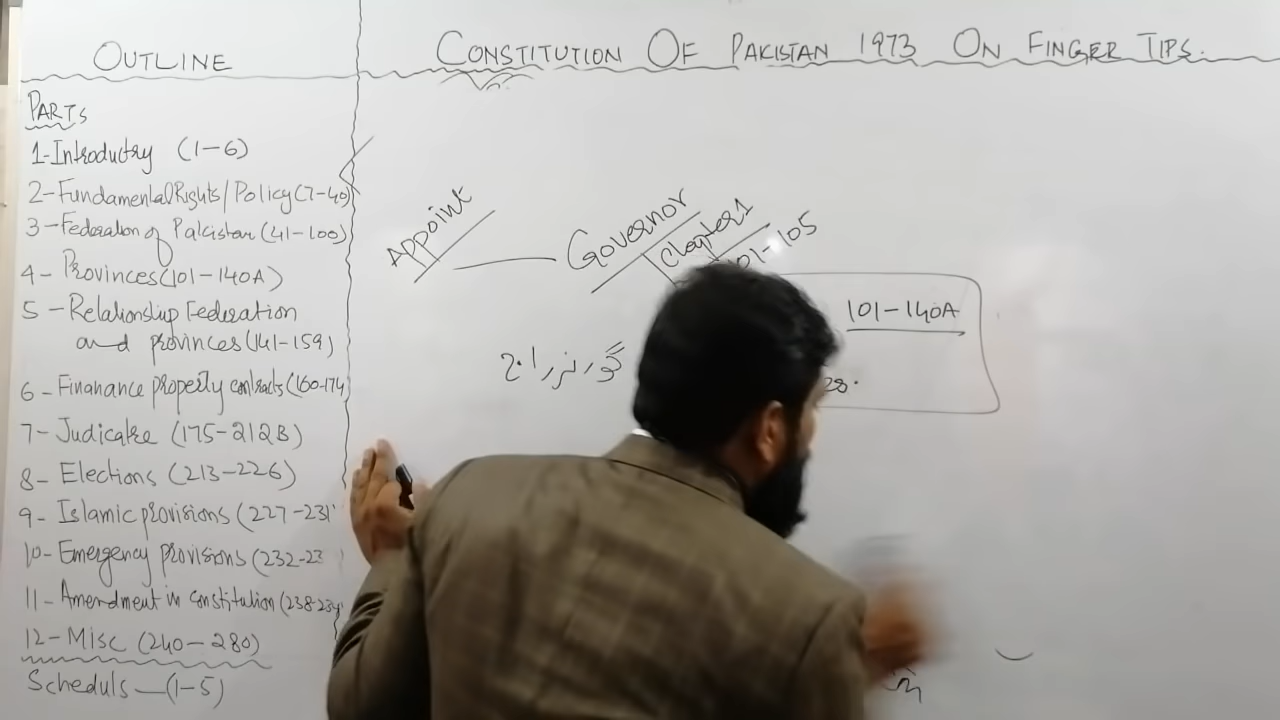 OUTLINE
CONSTITUTION OF PAKISTAN 1973 ON FINGER TIPS.
PARTS
1-Introductry (1-6)
2-Fundamental Rights/Policy (7-40)
3-Federation of Pakistan (41-100)
4-Provinces (101-140A)
5-Relationship Federation
and provinces (141-159)
6-Finanance property contracts (160-174
7-Judicatre (175-212B)
8-Elections (213-226)
9-Islamic provisions (227-231
10-Emergency provisions (232-23
11-Amendment in constitution (238-239
12-Misc (240-280)
Scheduls-(1-5)
Appoint
Governor
Chapter 1
101-105
101-140A
28.
گورنر راج